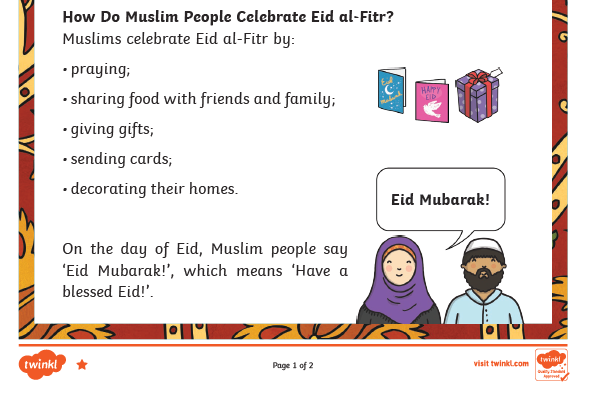 How Do Muslim People Celebrate Eid al-Fitr?
Muslims celebrate Eid al-Fitr by:
• praying;
• sharing food with friends and family;
• giving gifts;
• sending cards;
• decorating their homes.
Eid
Mubarak
HAPPY
EID
Eid Mubarak!
On the day of Eid, Muslim people say
‘Eid Mubarak!’, which means ‘Have a
blessed Eid!’.
twinkl
Page 1 of 2
visit twinkl.com
twinkl
Quality Standard
Approved